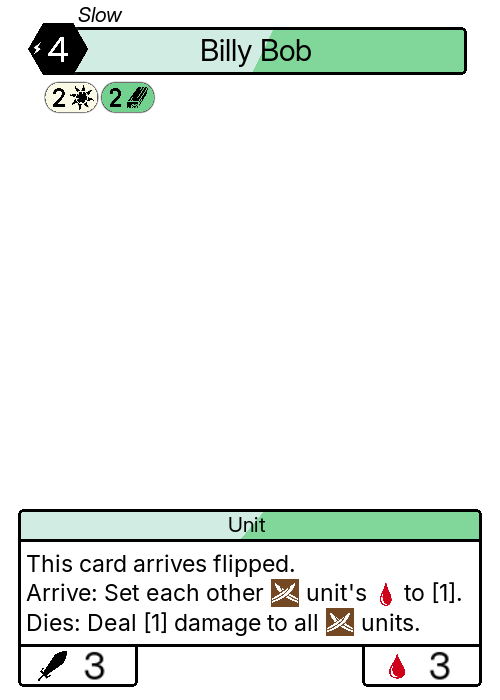 Slow
4
Billy Bob
2 2
Unit
This card arrives flipped.
Arrive: Set each other unit's to [1].
Dies: Deal [1] damage to all units.
3 3